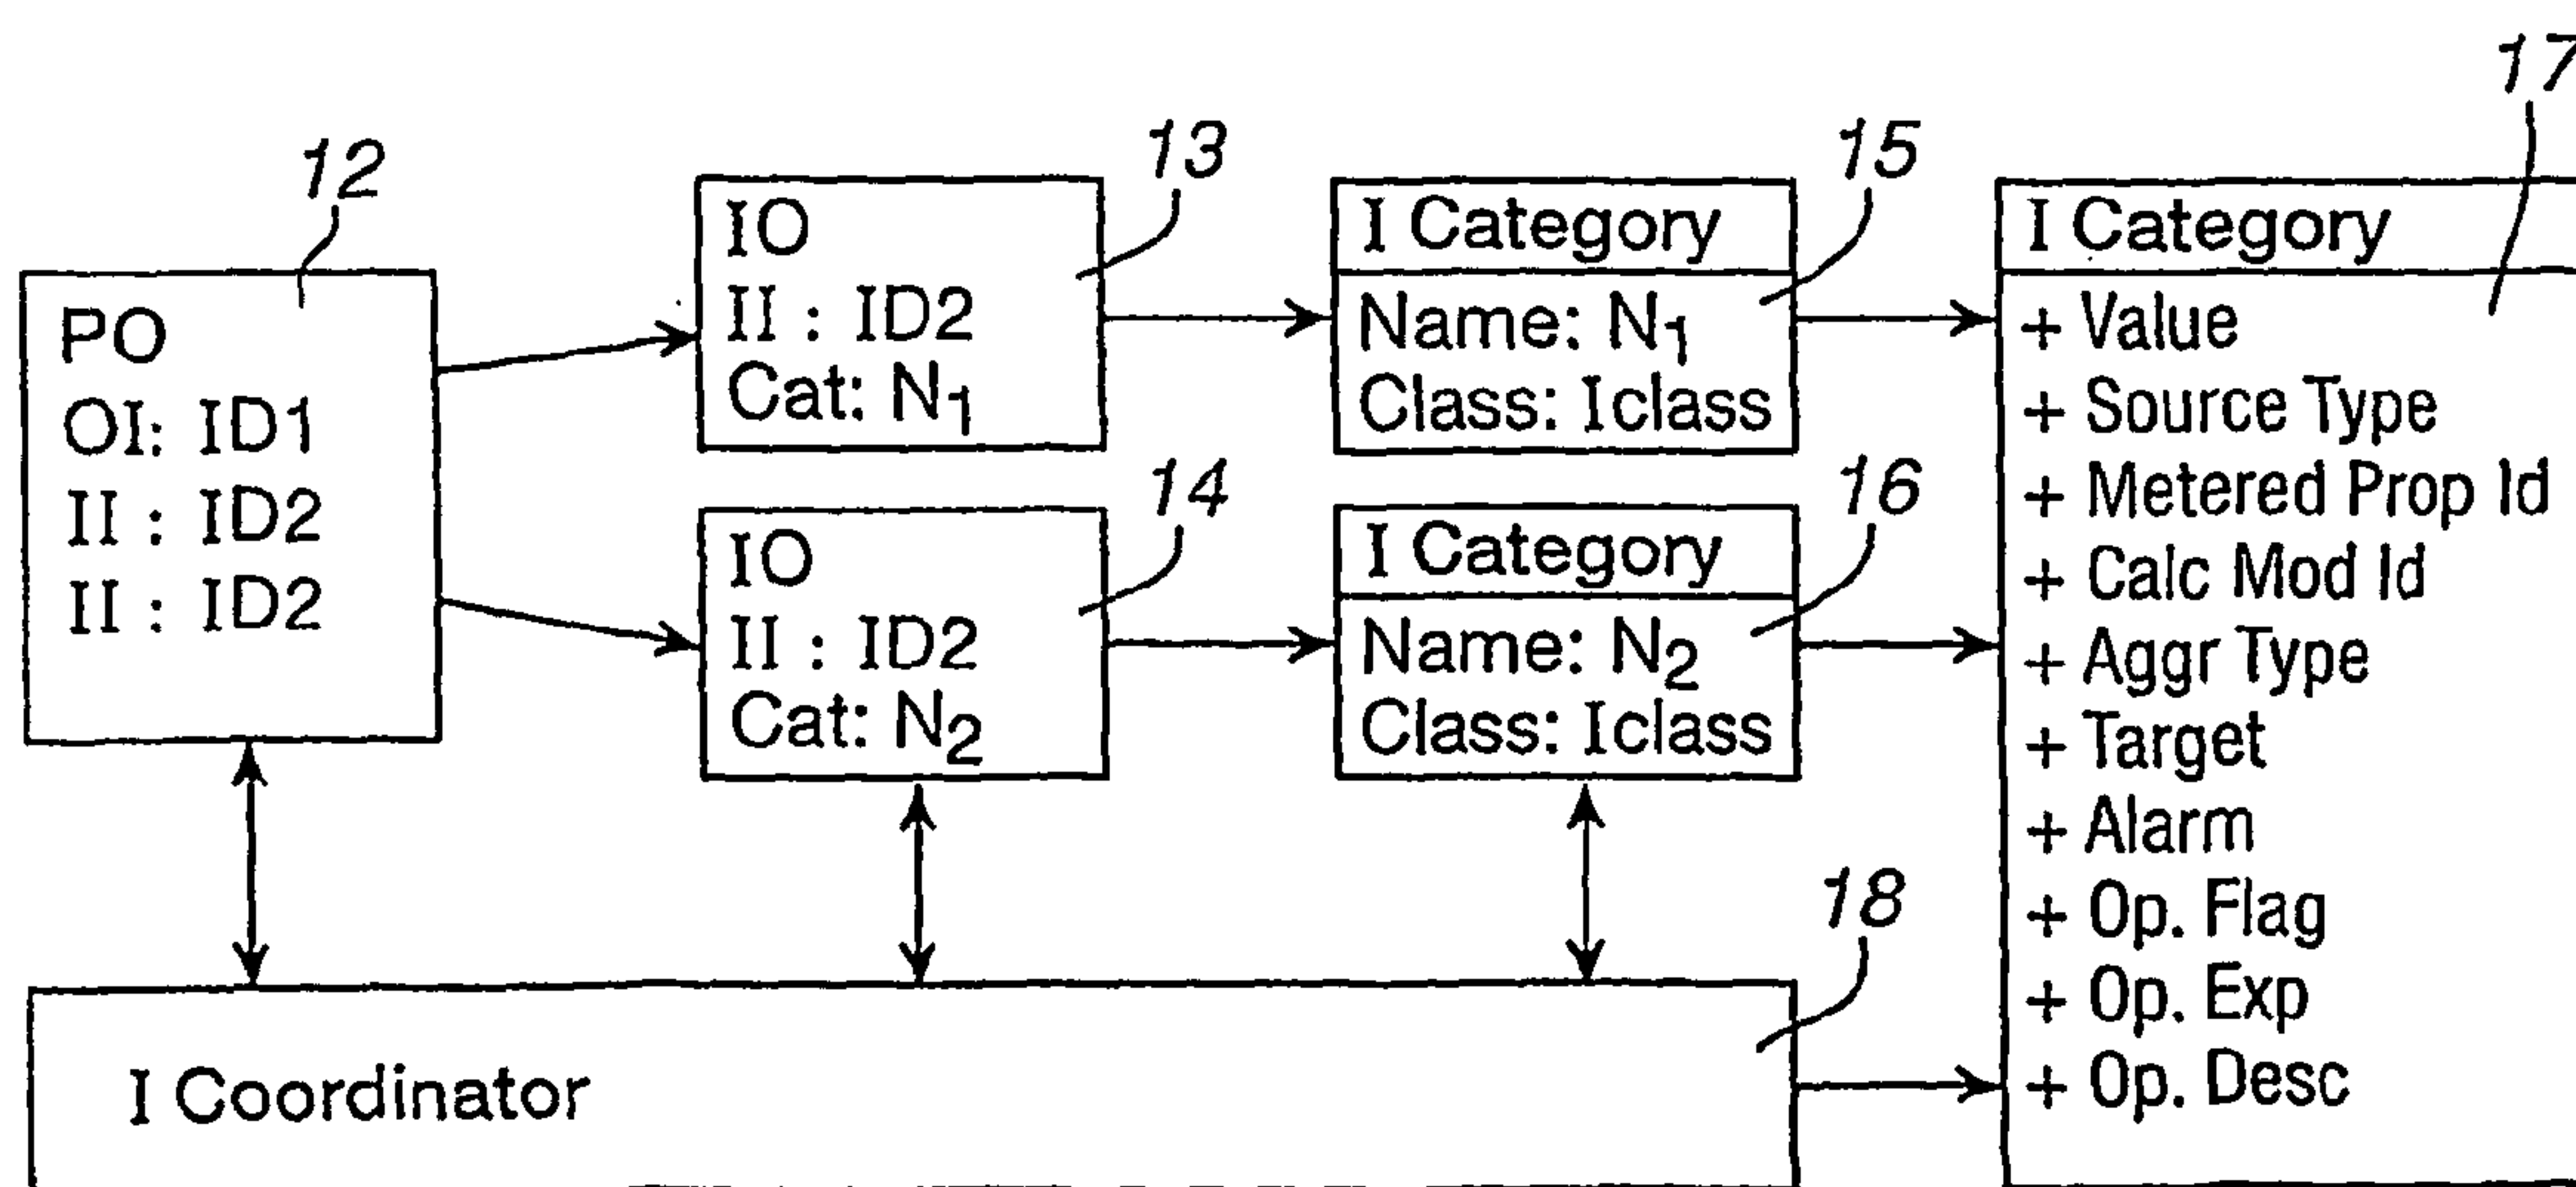 12
PO
OI: ID1
II : ID2
II : ID2
13
IO
II : ID2
Cat: N1
14
IO
II : ID2
Cat: N2
15
I Category
Name: N1
Class: Iclass
16
I Category
Name: N2
Class: Iclass
17
I Category
+ Value
+ Source Type
+ Metered Prop Id
+ Calc Mod Id
+ Aggr Type
+ Target
+ Alarm
+ Op. Flag
+ Op. Exp
+ Op. Desc
18
I Coordinator